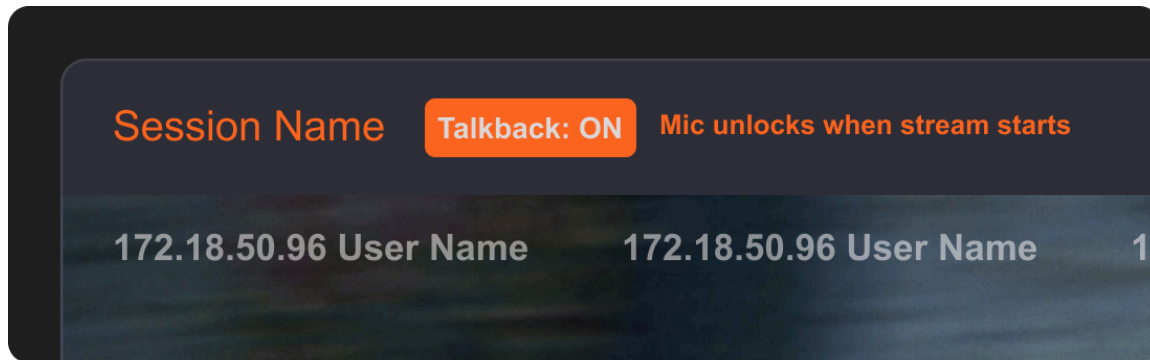 Session Name Talkback: ON Mic unlocks when stream starts
172.18.50.96 User Name 172.18.50.96 User Name 1